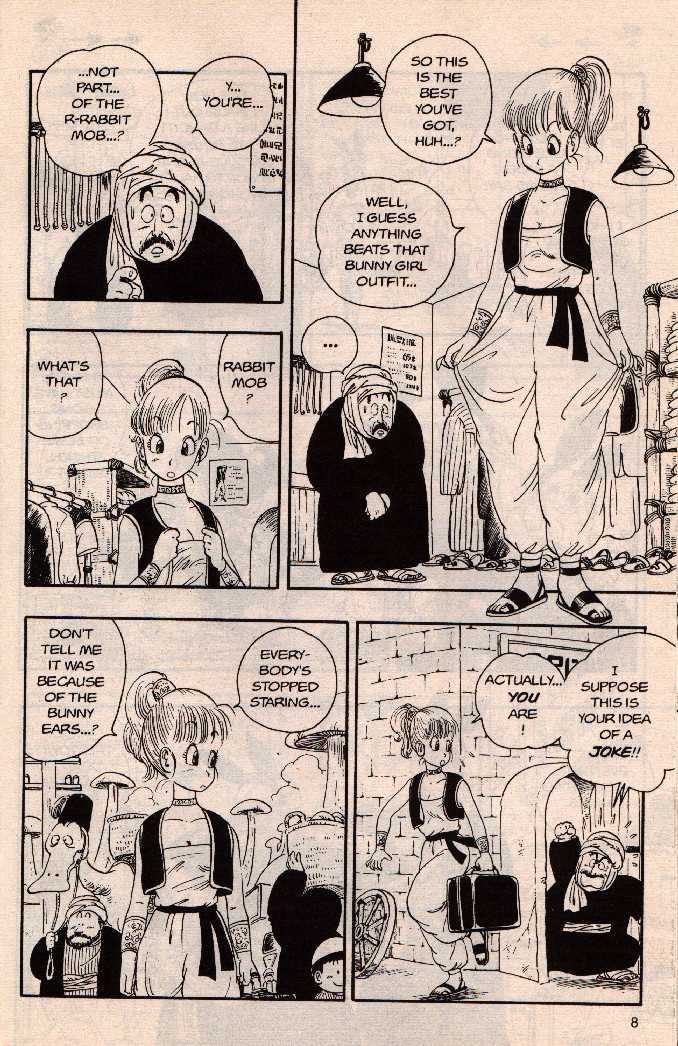 SO THIS
IS THE
BEST
YOU'VE
GOT,
HUH...?
WELL,
I GUESS
ANYTHING
BEATS THAT
BUNNY GIRL
OUTFIT...
...
Y...
YOU'RE...
...NOT
PART...
OF THE
R-RABBIT
MOB...?
RABBIT
MOB
?
WHAT'S
THAT
?
I
SUPPOSE
THIS IS
YOUR IDEA
OF A
JOKE!!
ACTUALLY...
YOU
ARE
!
EVERY-
BODY'S
STOPPED
STARING...
DON'T
TELL ME
IT WAS
BECAUSE
OF THE
BUNNY
EARS...?
8